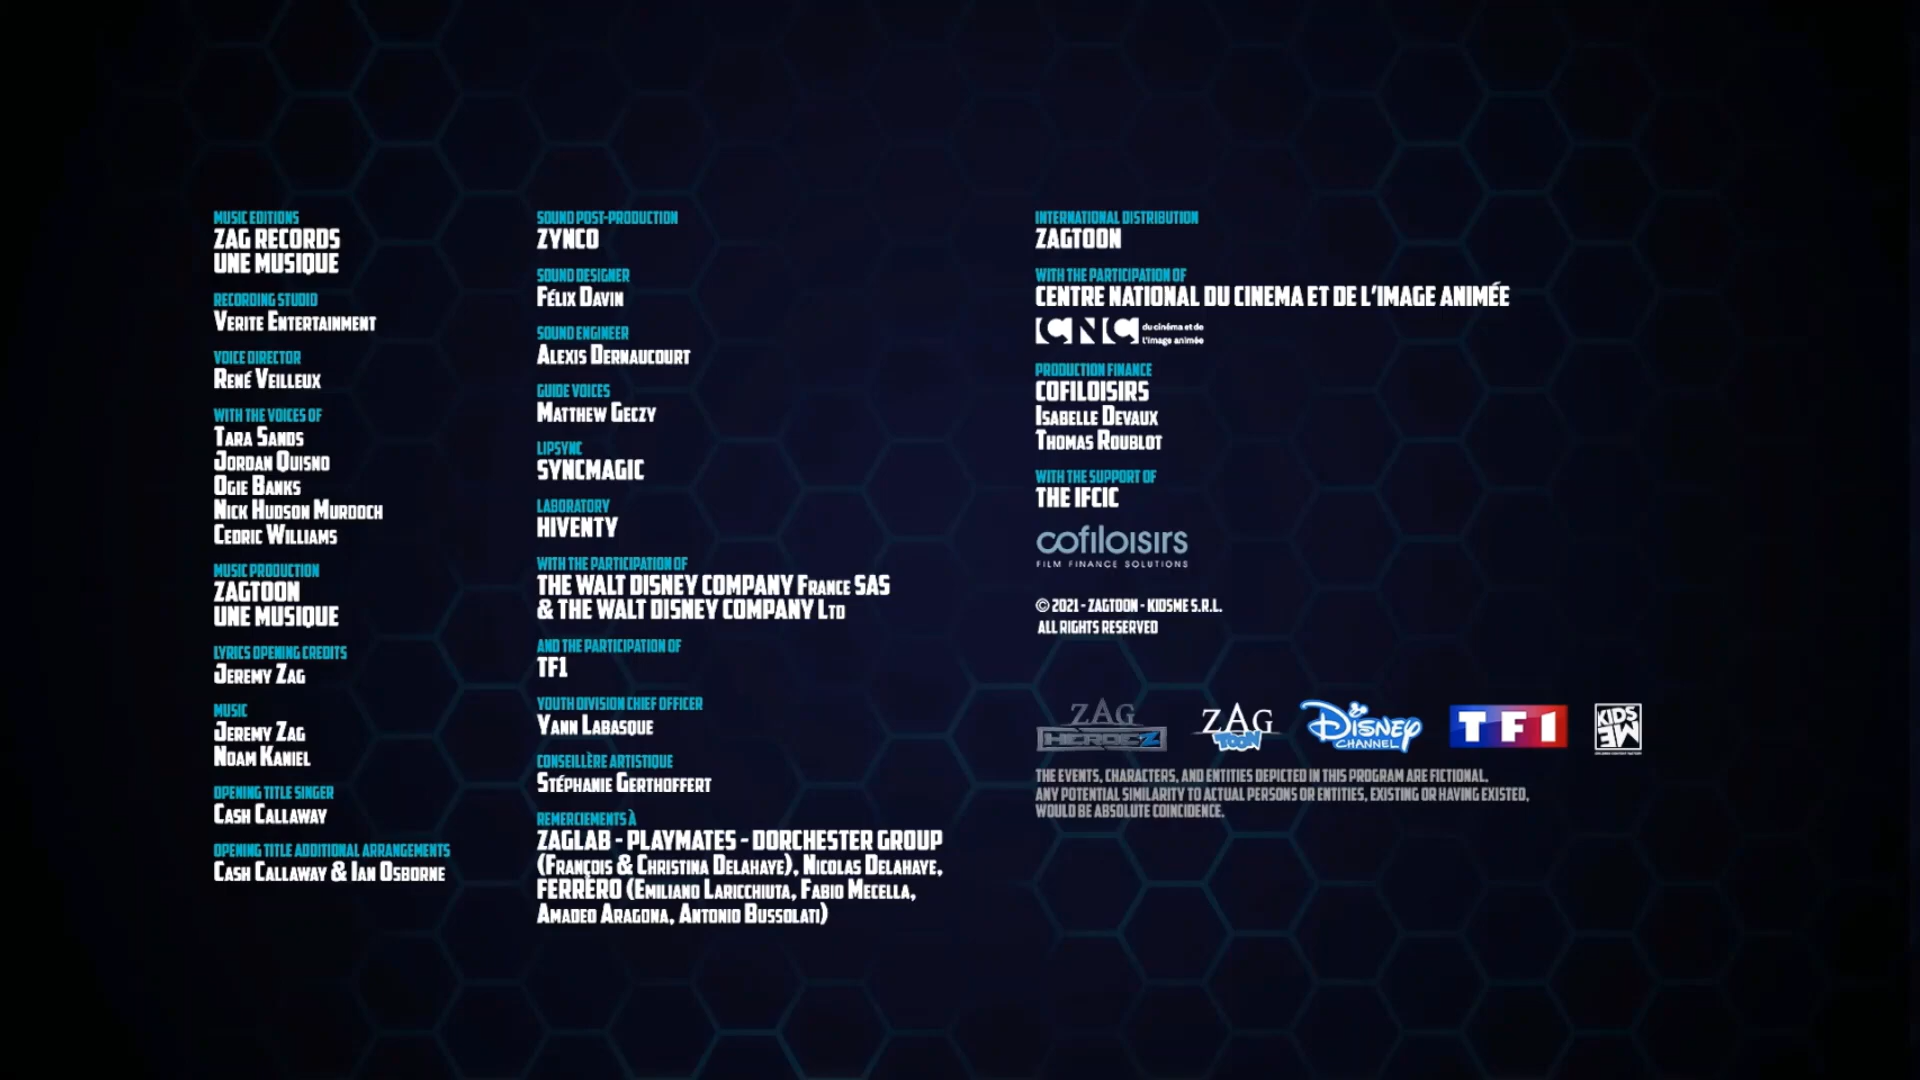 MUSIC EDITIONS
ZAG RECORDS
UNE MUSIQUE
RECORDING STUDIO
VERITE ENTERTAINMENT
VOICE DIRECTOR
RENÉ VEILLEUX
WITH THE VOICES OF
TARA SANDS
JORDAN QUISNO
OGIE BANKS
NICK HUDSON MURDOCH
CEDRIC WILLIAMS
MUSIC PRODUCTION
ZAGTOON
UNE MUSIQUE
LYRICS OPENING CREDITS
JEREMY ZAG
MUSIC
JEREMY ZAG
NOAM KANIEL
OPENING TITLE SINGER
CASH CALLAWAY
OPENING TITLE ADDITIONAL ARRANGEMENTS
CASH CALLAWAY & IAN OSBORNE
SOUND POST-PRODUCTION
ZYNCO
SOUND DESIGNER
FÉLIX DAVIN
SOUND ENGINEER
ALEXIS DERNAUCOURT
GUIDE VOICES
MATTHEW GECZY
LIPSYNC
SYNCMAGIC
LABORATORY
HIVENTY
WITH THE PARTICIPATION OF
THE WALT DISNEY COMPANY FRANCE SAS
& THE WALT DISNEY COMPANY LTD
AND THE PARTICIPATION OF
TF1
YOUTH DIVISION CHIEF OFFICER
YANN LABASQUE
CONSEILLÈRE ARTISTIQUE
STÉPHANIE GERTHOFFERT
REMERCIEMENTS À
ZAGLAB - PLAYMATES - DORCHESTER GROUP
(FRANÇOIS & CHRISTINA DELAHAYE), NICOLAS DELAHAYE,
FERRERO (EMILIANO LARICCHIUTA, FABIO MECELLA,
AMADEO ARAGONA, ANTONIO BUSSOLATI)
INTERNATIONAL DISTRIBUTION
ZAGTOON
WITH THE PARTICIPATION OF
CENTRE NATIONAL DU CINEMA ET DE L'IMAGE ANIMÉE
CNC du cinéma et de
l'image animée
PRODUCTION FINANCE
COFILOISIRS
ISABELLE DEVAUX
THOMAS ROUBLOT
WITH THE SUPPORT OF
THE IFCIC
cofiloisirs
FILM FINANCE SOLUTIONS
© 2021 - ZAGTOON - KIDSME S.R.L.
ALL RIGHTS RESERVED
ZAG HEROEZ
ZAG TOON
DISNEY CHANNEL
TF1
KIDS ME
THE EVENTS, CHARACTERS, AND ENTITIES DEPICTED IN THIS PROGRAM ARE FICTIONAL.
ANY POTENTIAL SIMILARITY TO ACTUAL PERSONS OR ENTITIES, EXISTING OR HAVING EXISTED,
WOULD BE ABSOLUTE COINCIDENCE.